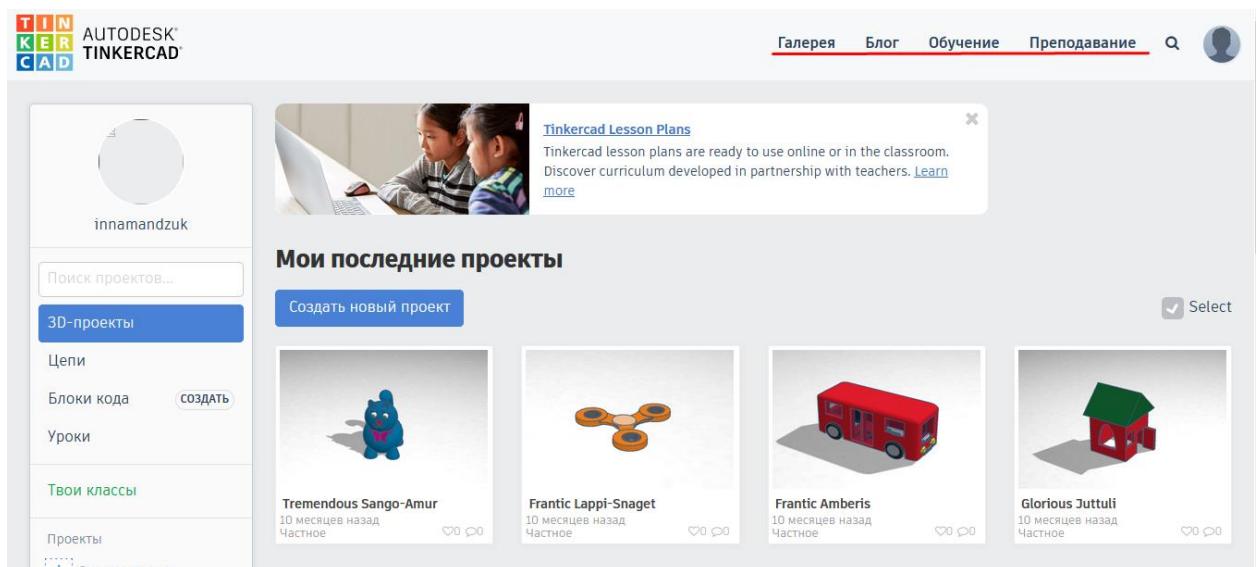 TIN
KER
CAD
AUTODESK®
TINKERCAD®
Галерея Блог Обучение Преподавание
innamandzuk
Поиск проектов...
3D-проекты
Цепи
Блоки кода СОЗДАТЬ
Уроки
Твои классы
Проекты
Tinkercad Lesson Plans
Tinkercad lesson plans are ready to use online or in the classroom.
Discover curriculum developed in partnership with teachers. Learn
more
Мои последние проекты
Создать новый проект
Select
Tremendous Sango-Amur
10 месяцев назад
Частное 0 0
Frantic Lappi-Snaget
10 месяцев назад
Частное 0 0
Frantic Amberis
10 месяцев назад
Частное 0 0
Glorious Juttuli
10 месяцев назад
Частное 0 0